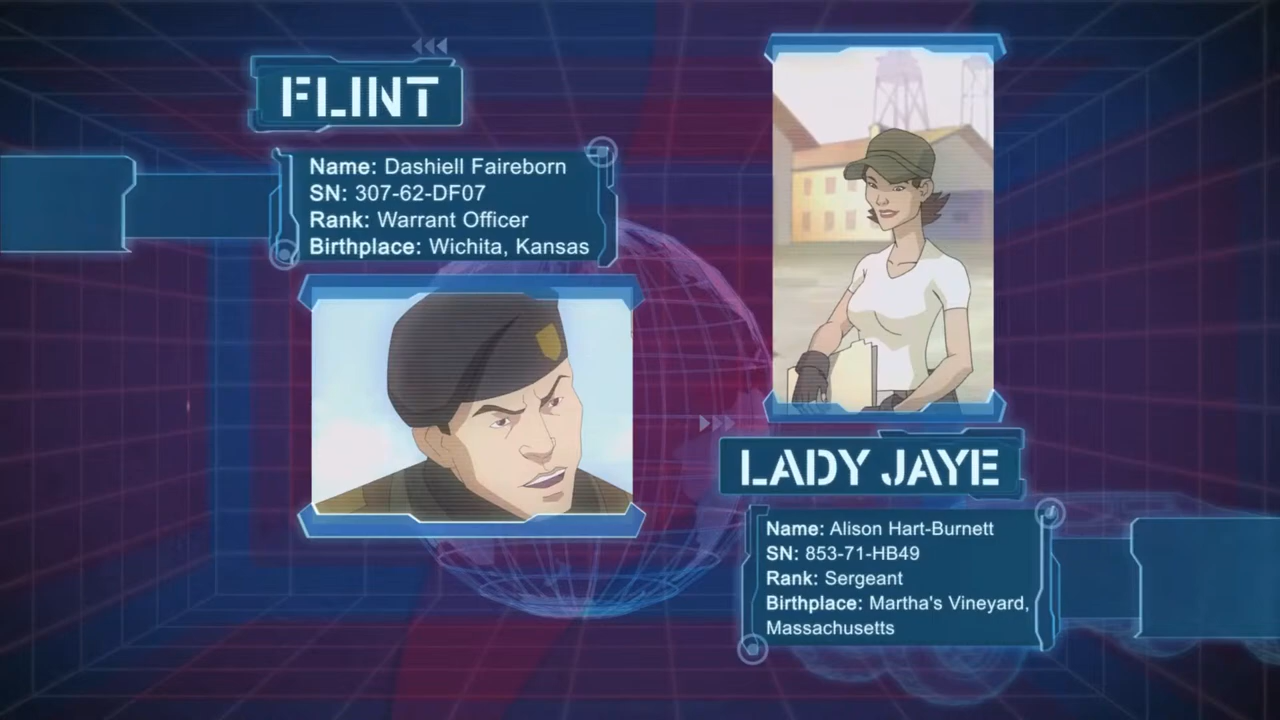 FLINT
Name: Dashiell Faireborn
SN: 307-62-DF07
Rank: Warrant Officer
Birthplace: Wichita, Kansas
LADY JAYE
Name: Alison Hart-Burnett
SN: 853-71-HB49
Rank: Sergeant
Birthplace: Martha's Vineyard,
Massachusetts